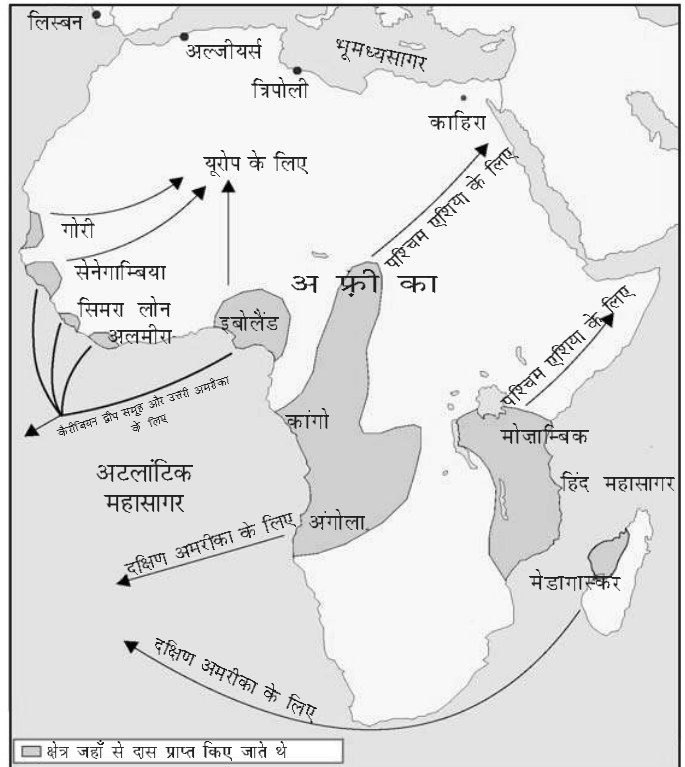 लिस्बन
अल्जीयर्स
भूमध्यसागर
त्रिपोली
काहिरा
यूरोप के लिए
पश्चिम एशिया के लिए
गोरी
सेनेगाम्बिया
अ फ़्री का
सिमरा लोन
अलमीरा
इबोलैंड
पश्चिम एशिया के लिए
कैरीबियन द्वीप समूह और उत्तरी अमरीका
के लिए
कांगो
मोज़ाम्बिक
अटलांटिक
महासागर
हिंद महासागर
अंगोला
दक्षिण अमरीका के लिए
मेडागास्कर
दक्षिण अमरीका के लिए
क्षेत्र जहाँ से दास प्राप्त किए जाते थे